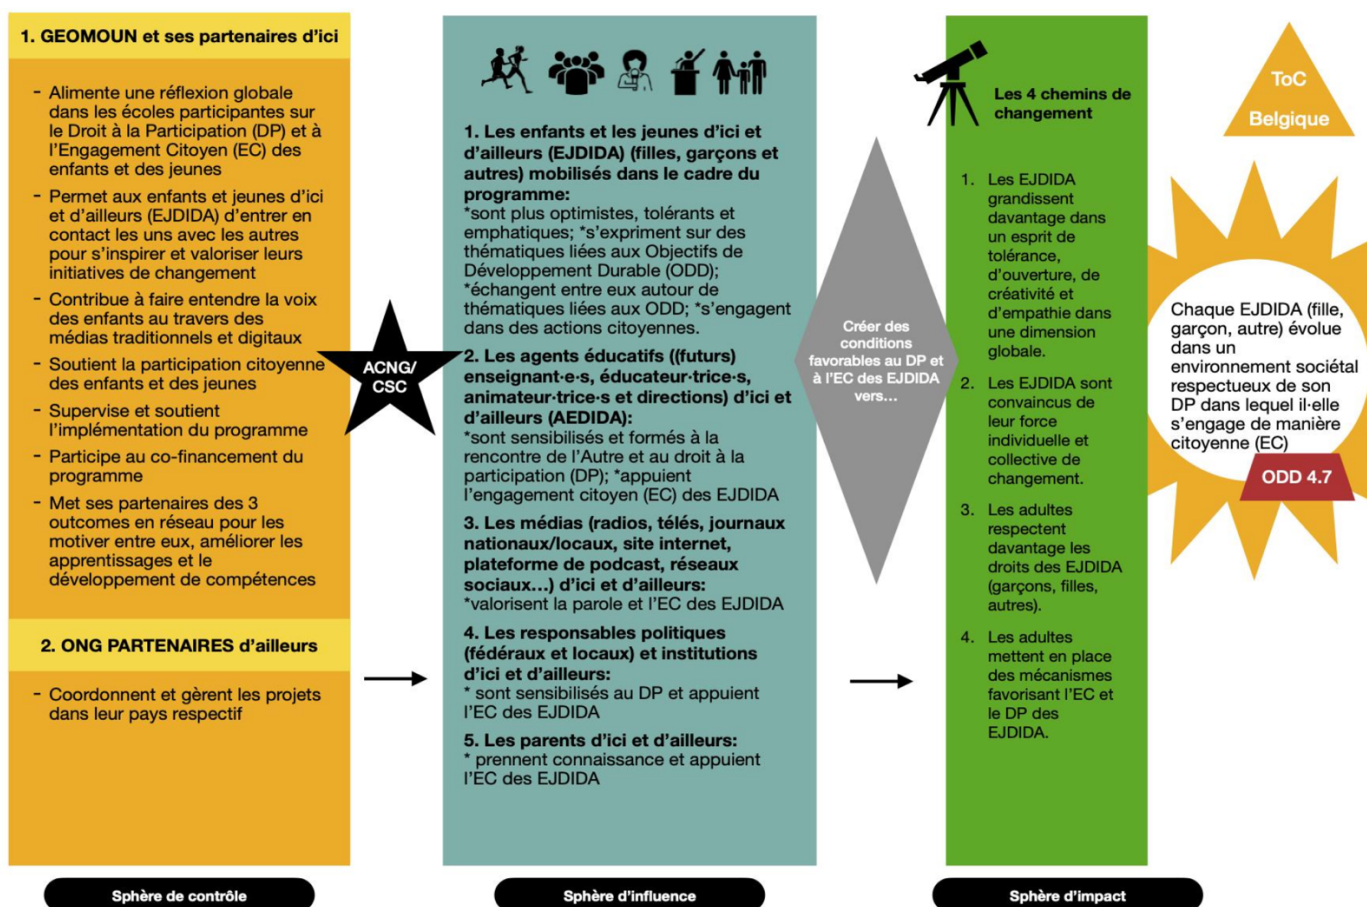 1. GEOMOUN et ses partenaires d'ici
- Alimente une réflexion globale
dans les écoles participantes sur
le Droit à la Participation (DP) et à
l'Engagement Citoyen (EC) des
enfants et des jeunes
- Permet aux enfants et jeunes d'ici
et d'ailleurs (EJDIDA) d'entrer en
contact les uns avec les autres
pour s'inspirer et valoriser leurs
initiatives de changement
- Contribue à faire entendre la voix
des enfants au travers des
médias traditionnels et digitaux
- Soutient la participation citoyenne
des enfants et des jeunes
- Supervise et soutient
l'implémentation du programme
- Participe au co-financement du
programme
- Met ses partenaires des 3
outcomes en réseau pour les
motiver entre eux, améliorer les
apprentissages et le
développement de compétences
2. ONG PARTENAIRES d'ailleurs
- Coordonnent et gèrent les projets
dans leur pays respectif
Sphère de contrôle
ACNG/
CSC
1. Les enfants et les jeunes d'ici et
d'ailleurs (EJDIDA) (filles, garçons et
autres) mobilisés dans le cadre du
programme:
*sont plus optimistes, tolérants et
emphatiques; *s'expriment sur des
thématiques liées aux Objectifs de
Développement Durable (ODD);
*échangent entre eux autour de
thématiques liées aux ODD; *s'engagent
dans des actions citoyennes.
2. Les agents éducatifs ((futurs)
enseignant·e·s, éducateur·trice·s,
animateur·trice·s et directions) d'ici et
d'ailleurs (AEDIDA):
*sont sensibilisés et formés à la
rencontre de l'Autre et au droit à la
participation (DP); *appuient
l'engagement citoyen (EC) des EJDIDA
3. Les médias (radios, télés, journaux
nationaux/locaux, site internet,
plateforme de podcast, réseaux
sociaux...) d'ici et d'ailleurs:
*valorisent la parole et l'EC des EJDIDA
4. Les responsables politiques
(fédéraux et locaux) et institutions
d'ici et d'ailleurs:
* sont sensibilisés au DP et appuient
l'EC des EJDIDA
5. Les parents d'ici et d'ailleurs:
* prennent connaissance et appuient
l'EC des EJDIDA
Sphère d'influence
Créer des
conditions
favorables au DP et
à l'EC des EJDIDA
vers...
Les 4 chemins de
changement
1. Les EJDIDA
grandissent
davantage dans
un esprit de
tolérance,
d'ouverture, de
créativité et
d'empathie dans
une dimension
globale.
2. Les EJDIDA sont
convaincus de
leur force
individuelle et
collective de
changement.
3. Les adultes
respectent
davantage les
droits des EJDIDA
(garçons, filles,
autres).
4. Les adultes
mettent en place
des mécanismes
favorisant l'EC et
le DP des
EJDIDA.
Sphère d'impact
ToC
Belgique
Chaque EJDIDA (fille,
garçon, autre) évolue
dans un
environnement sociétal
respectueux de son
DP dans lequel il·elle
s'engage de manière
citoyenne (EC)
ODD 4.7